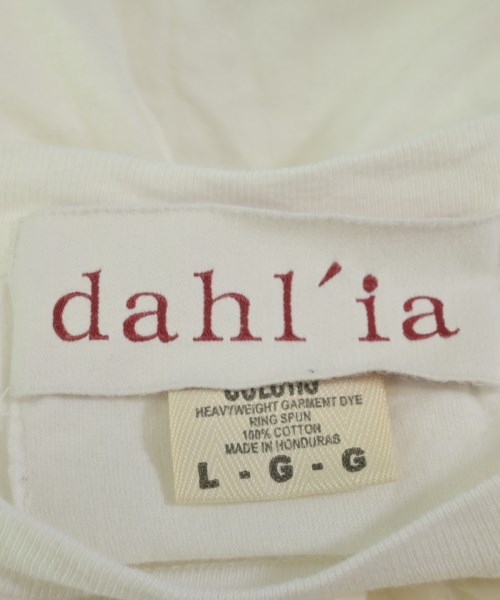 dahl'ia
HEAVYWEIGHT GARMENT DYE
RING SPUN
100% COTTON
MADE IN HONDURAS
L - G - G